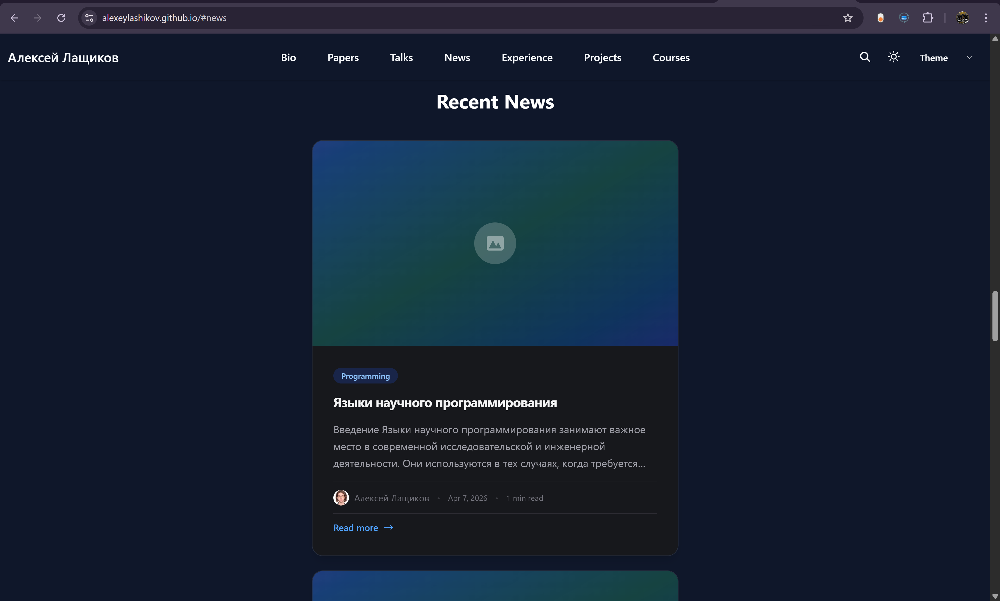 alexeylashikov.github.io/#news
Алексей Лащиков
Bio
Papers
Talks
News
Experience
Projects
Courses
Theme
Recent News
Programming
Языки научного программирования
Введение Языки научного программирования занимают важное
место в современной исследовательской и инженерной
деятельности. Они используются в тех случаях, когда требуется...
Алексей Лащиков • Apr 7, 2026 • 1 min read
Read more →